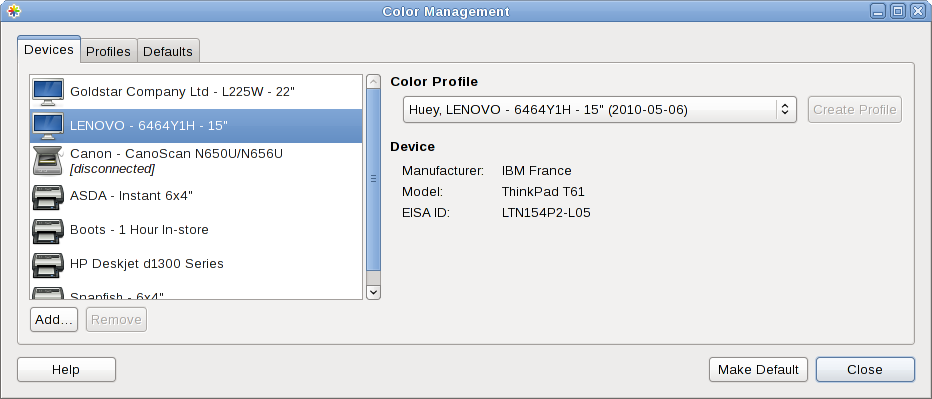 Color Management
Devices
Profiles
Defaults
Goldstar Company Ltd - L225W - 22"
LENOVO - 6464Y1H - 15"
Canon - CanoScan N650U/N656U
[disconnected]
ASDA - Instant 6x4"
Boots - 1 Hour In-store
HP Deskjet d1300 Series
Snapfish - 6x4"
Add...
Remove
Color Profile
Huey, LENOVO - 6464Y1H - 15" (2010-05-06)
Create Profile
Device
Manufacturer: IBM France
Model: ThinkPad T61
EISA ID: LTN154P2-L05
Help
Make Default
Close